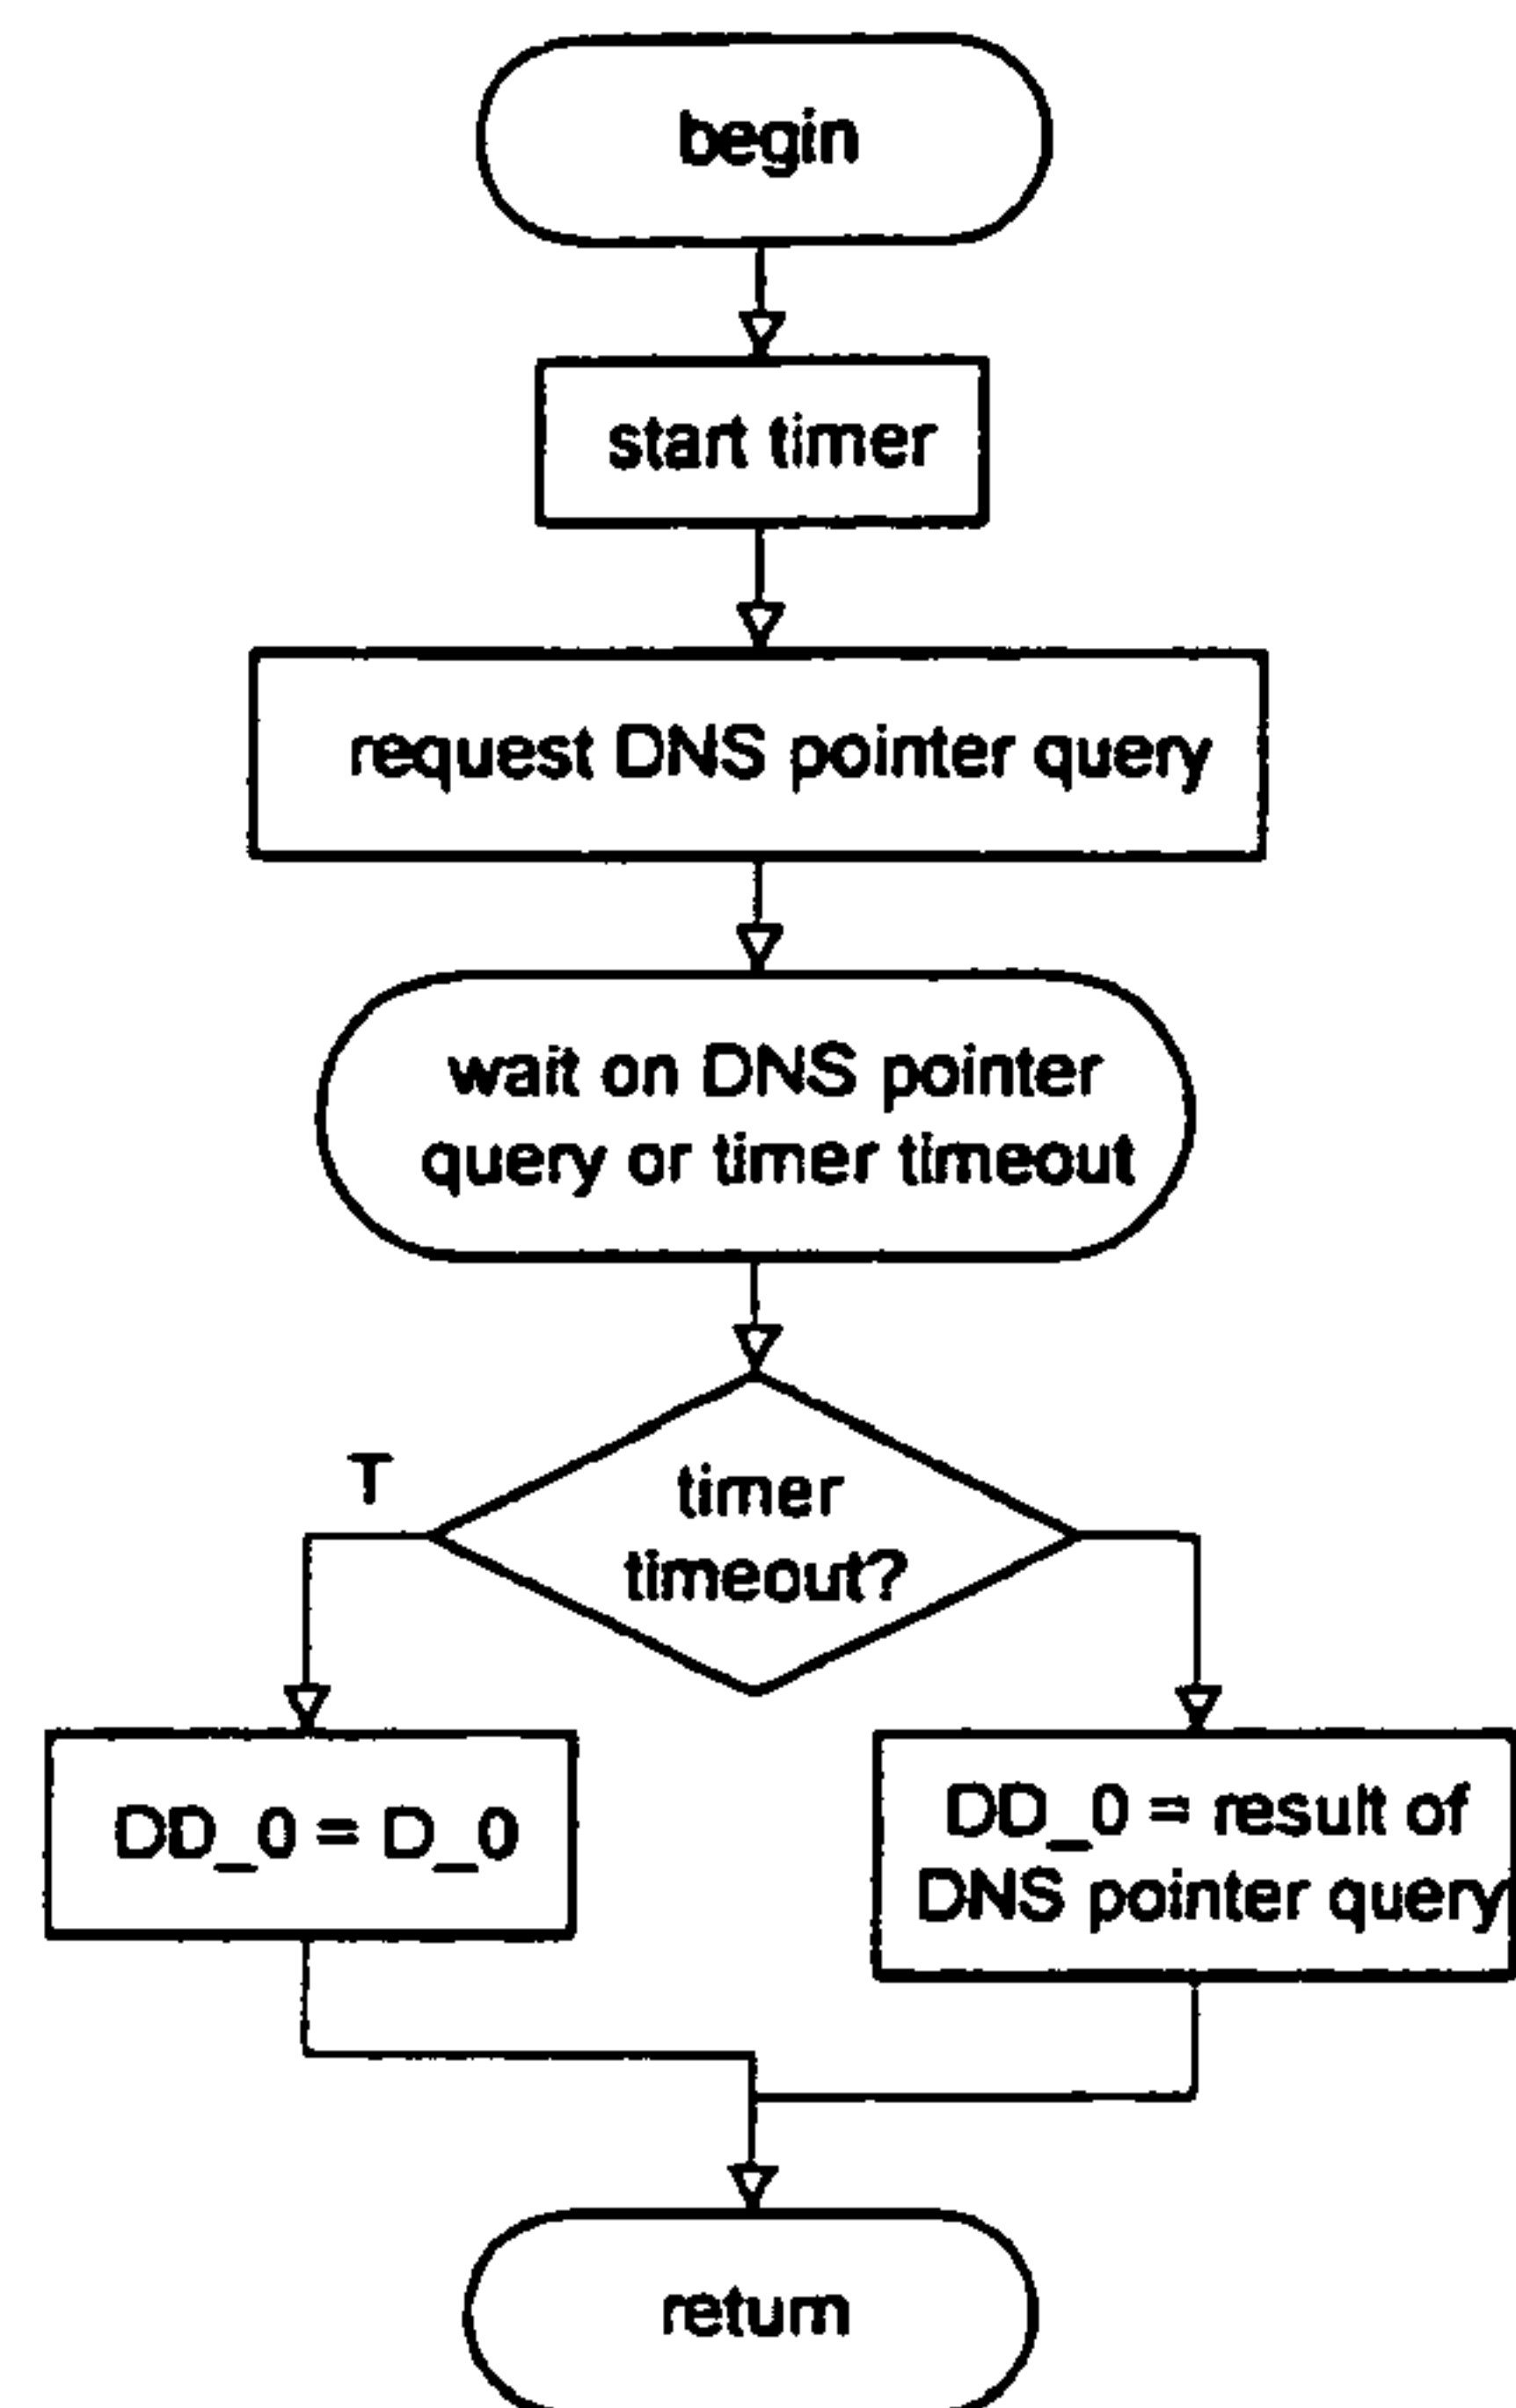 begin
start timer
request DNS pointer query
wait on DNS pointer
query or timer timeout
T
timer
timeout?
DD_0 = D_0
DD_0 = result of
DNS pointer query
return